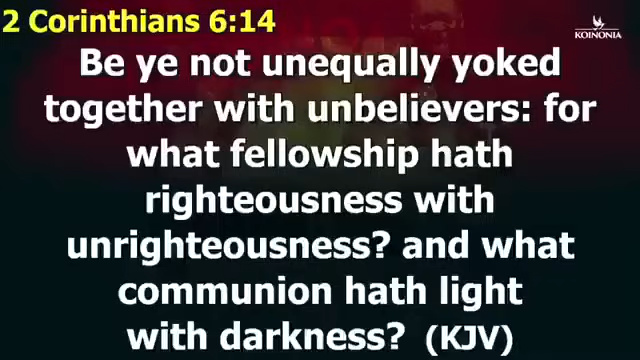 2 Corinthians 6:14
KOINONIA
Be ye not unequally yoked
together with unbelievers: for
what fellowship hath
righteousness with
unrighteousness? and what
communion hath light
with darkness? (KJV)